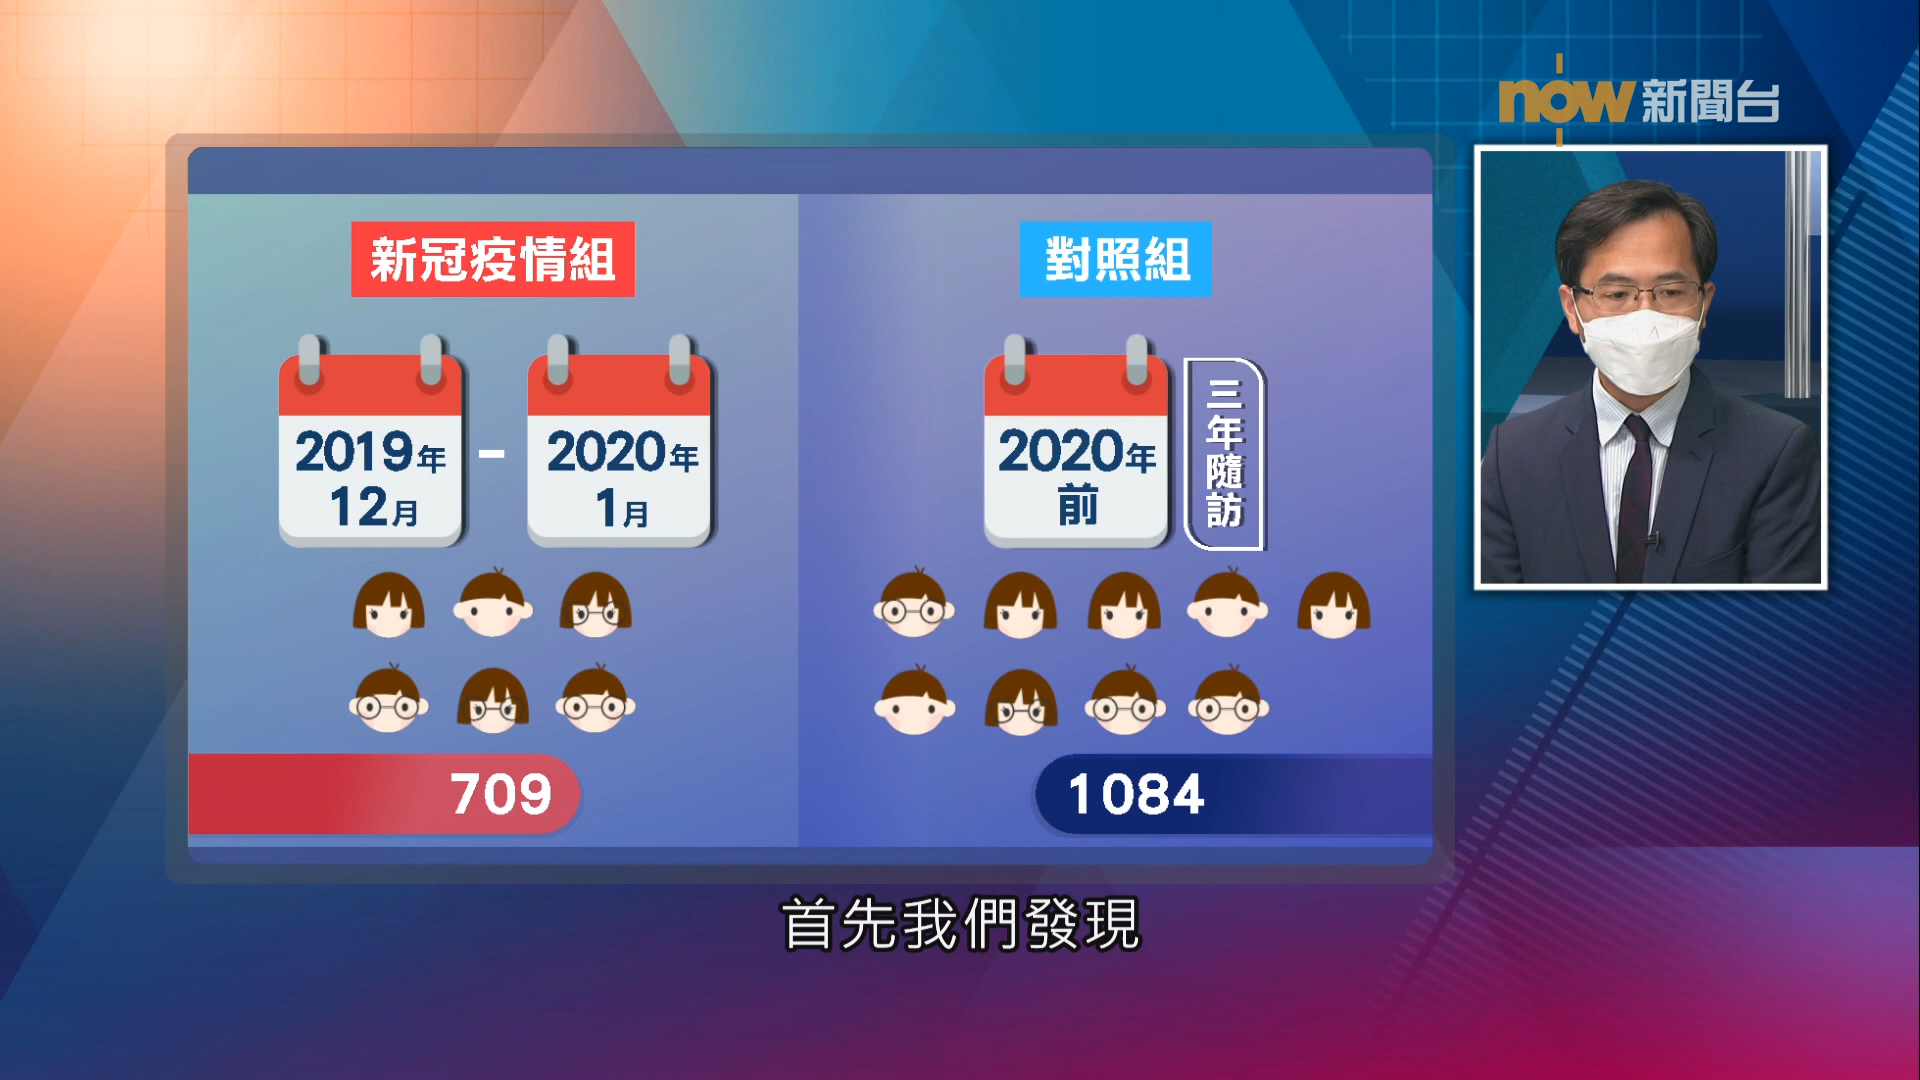 now新聞台
新冠疫情組
對照組
2019年
12月
-
2020年
1月
2020年
前
三年隨訪
709
1084
首先我們發現